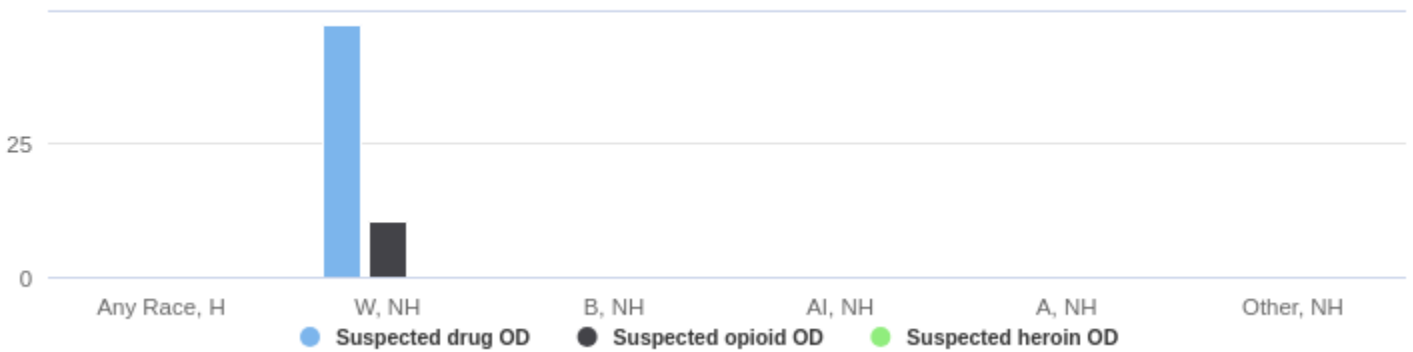 25
0
Any Race, H W, NH B, NH AI, NH A, NH Other, NH
Suspected drug OD Suspected opioid OD Suspected heroin OD